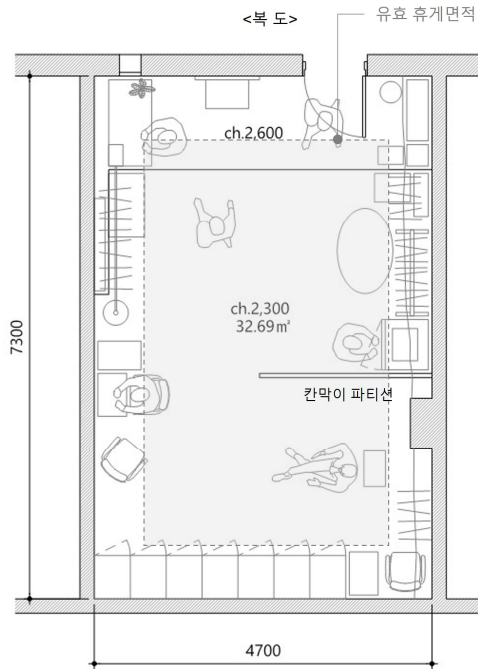 <복 도>
유효 휴게면적
ch.2,600
ch.2,300
32.69㎡
칸막이 파티션
7300
4700